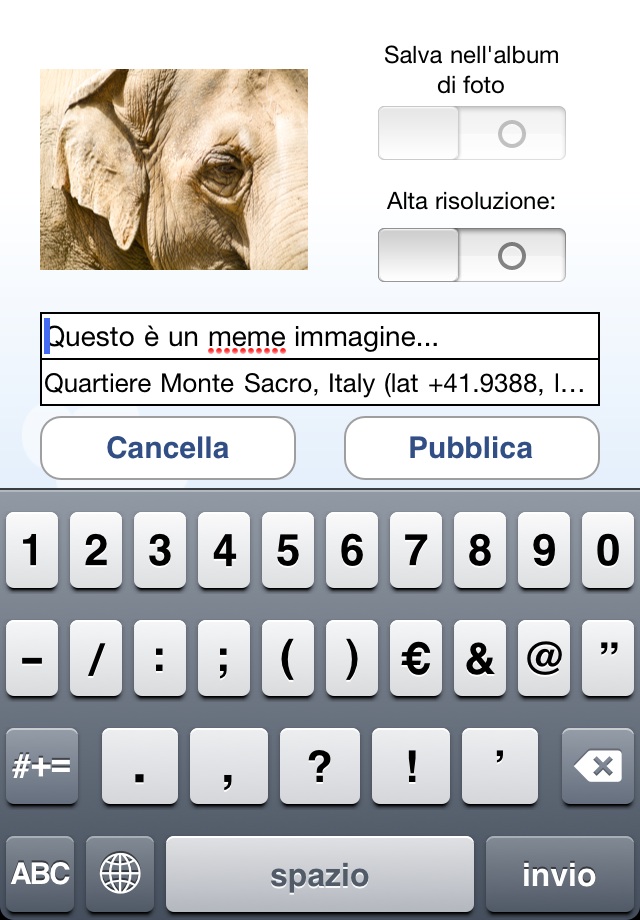 Salva nell'album
di foto
Alta risoluzione:
Questo è un meme immagine...
Quartiere Monte Sacro, Italy (lat +41.9388, l...
Cancella
Pubblica
1 2 3 4 5 6 7 8 9 0
- / : ; ( ) € & @ ”
#+= . , ? ! ’
ABC spazio invio